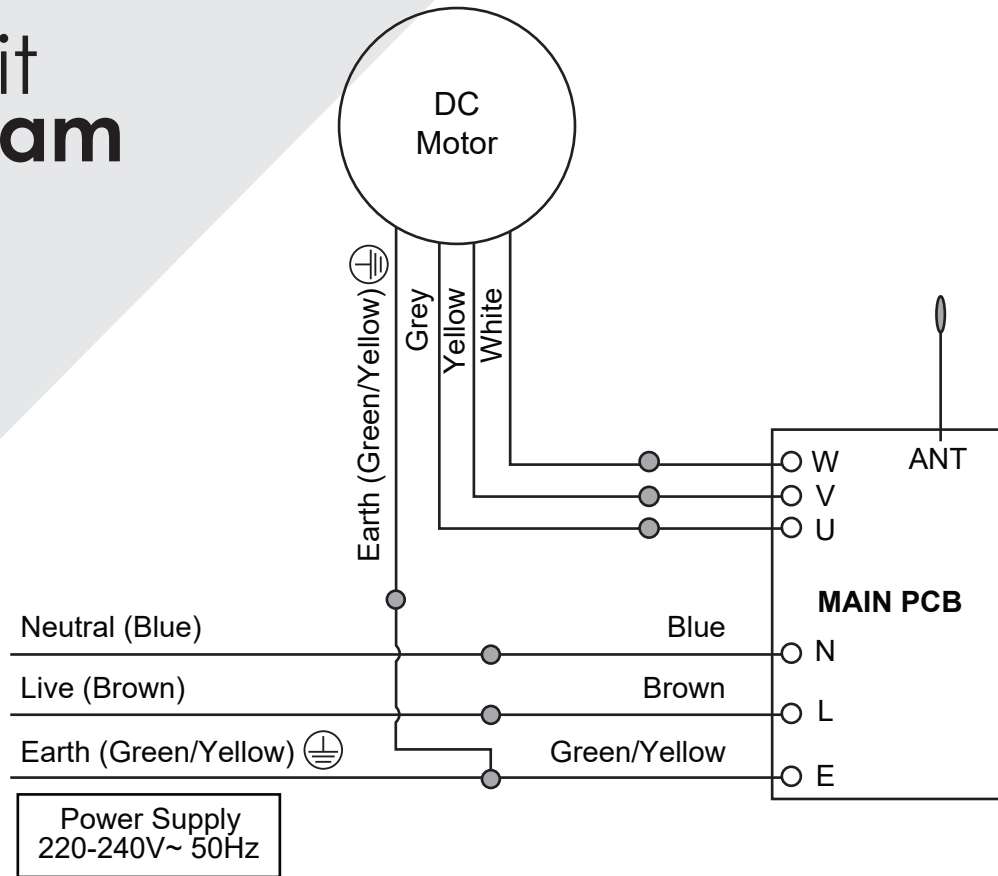 it
am
DC
Motor
Earth (Green/Yellow)
Grey
Yellow
White
W
ANT
V
U
MAIN PCB
Neutral (Blue)
Blue
N
Live (Brown)
Brown
L
Earth (Green/Yellow)
Green/Yellow
E
Power Supply
220-240V~ 50Hz